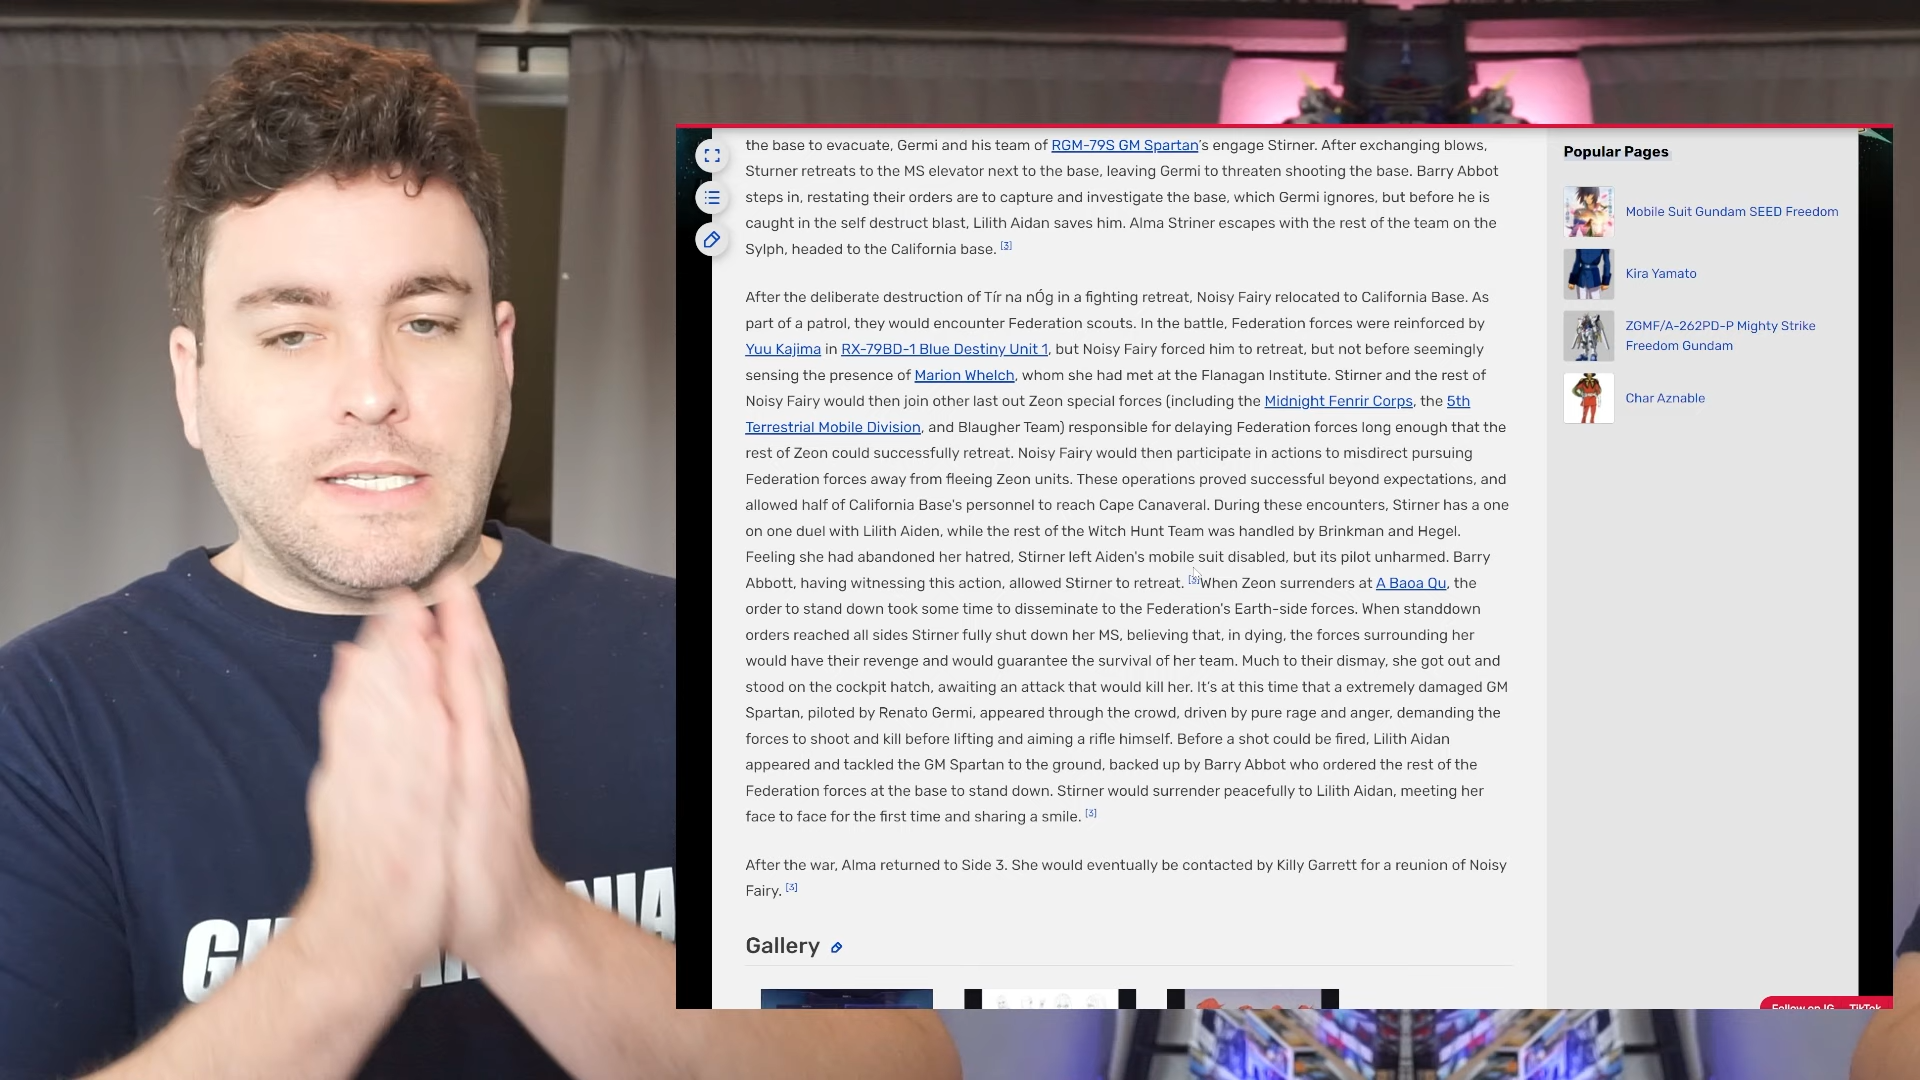 the base to evacuate, Germi and his team of RGM-79S GM Spartan's engage Stirner. After exchanging blows,
Sturner retreats to the MS elevator next to the base, leaving Germi to threaten shooting the base. Barry Abbot
steps in, restating their orders are to capture and investigate the base, which Germi ignores, but before he is
caught in the self destruct blast, Lilith Aidan saves him. Alma Striner escapes with the rest of the team on the
Sylph, headed to the California base. [3]
After the deliberate destruction of Tír na nÓg in a fighting retreat, Noisy Fairy relocated to California Base. As
part of a patrol, they would encounter Federation scouts. In the battle, Federation forces were reinforced by
Yuu Kajima in RX-79BD-1 Blue Destiny Unit 1, but Noisy Fairy forced him to retreat, but not before seemingly
sensing the presence of Marion Whelch, whom she had met at the Flanagan Institute. Stirner and the rest of
Noisy Fairy would then join other last out Zeon special forces (including the Midnight Fenrir Corps, the 5th
Terrestrial Mobile Division, and Blaugher Team) responsible for delaying Federation forces long enough that the
rest of Zeon could successfully retreat. Noisy Fairy would then participate in actions to misdirect pursuing
Federation forces away from fleeing Zeon units. These operations proved successful beyond expectations, and
allowed half of California Base's personnel to reach Cape Canaveral. During these encounters, Stirner has a one
on one duel with Lilith Aiden, while the rest of the Witch Hunt Team was handled by Brinkman and Hegel.
Feeling she had abandoned her hatred, Stirner left Aiden's mobile suit disabled, but its pilot unharmed. Barry
Abbott, having witnessing this action, allowed Stirner to retreat. [3]When Zeon surrenders at A Baoa Qu, the
order to stand down took some time to disseminate to the Federation's Earth-side forces. When standdown
orders reached all sides Stirner fully shut down her MS, believing that, in dying, the forces surrounding her
would have their revenge and would guarantee the survival of her team. Much to their dismay, she got out and
stood on the cockpit hatch, awaiting an attack that would kill her. It's at this time that a extremely damaged GM
Spartan, piloted by Renato Germi, appeared through the crowd, driven by pure rage and anger, demanding the
forces to shoot and kill before lifting and aiming a rifle himself. Before a shot could be fired, Lilith Aidan
appeared and tackled the GM Spartan to the ground, backed up by Barry Abbot who ordered the rest of the
Federation forces at the base to stand down. Stirner would surrender peacefully to Lilith Aidan, meeting her
face to face for the first time and sharing a smile. [3]
After the war, Alma returned to Side 3. She would eventually be contacted by Killy Garrett for a reunion of Noisy
Fairy. [3]
Gallery
Popular Pages
Mobile Suit Gundam SEED Freedom
Kira Yamato
ZGMF/A-262PD-P Mighty Strike
Freedom Gundam
Char Aznable
Follow on IG TikTok